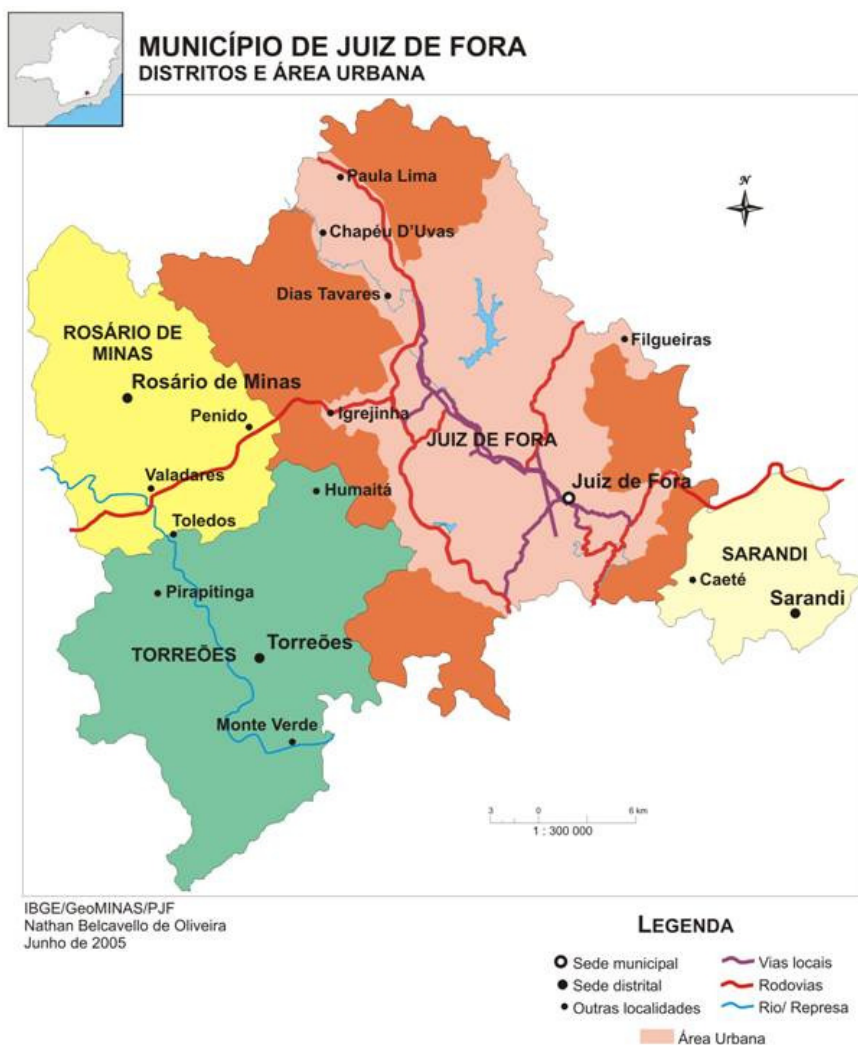 MUNICÍPIO DE JUIZ DE FORA
DISTRITOS E ÁREA URBANA
N
Paula Lima
Chapéu D'Uvas
Dias Tavares
Filgueiras
ROSÁRIO DE
MINAS
Rosário de Minas
Penido
Igrejinha
JUIZ DE FORA
Valadares
Humaitá
Juiz de Fora
Toledos
SARANDI
Caeté
Sarandi
Pirapitinga
TORREÕES
Torreões
Monte Verde
3 0 6 km
1 : 300 000
IBGE/GeoMINAS/PJF
Nathan Belcavello de Oliveira
Junho de 2005
LEGENDA
Sede municipal
Vias locais
Sede distrital
Rodovias
Outras localidades
Rio/ Represa
Área Urbana